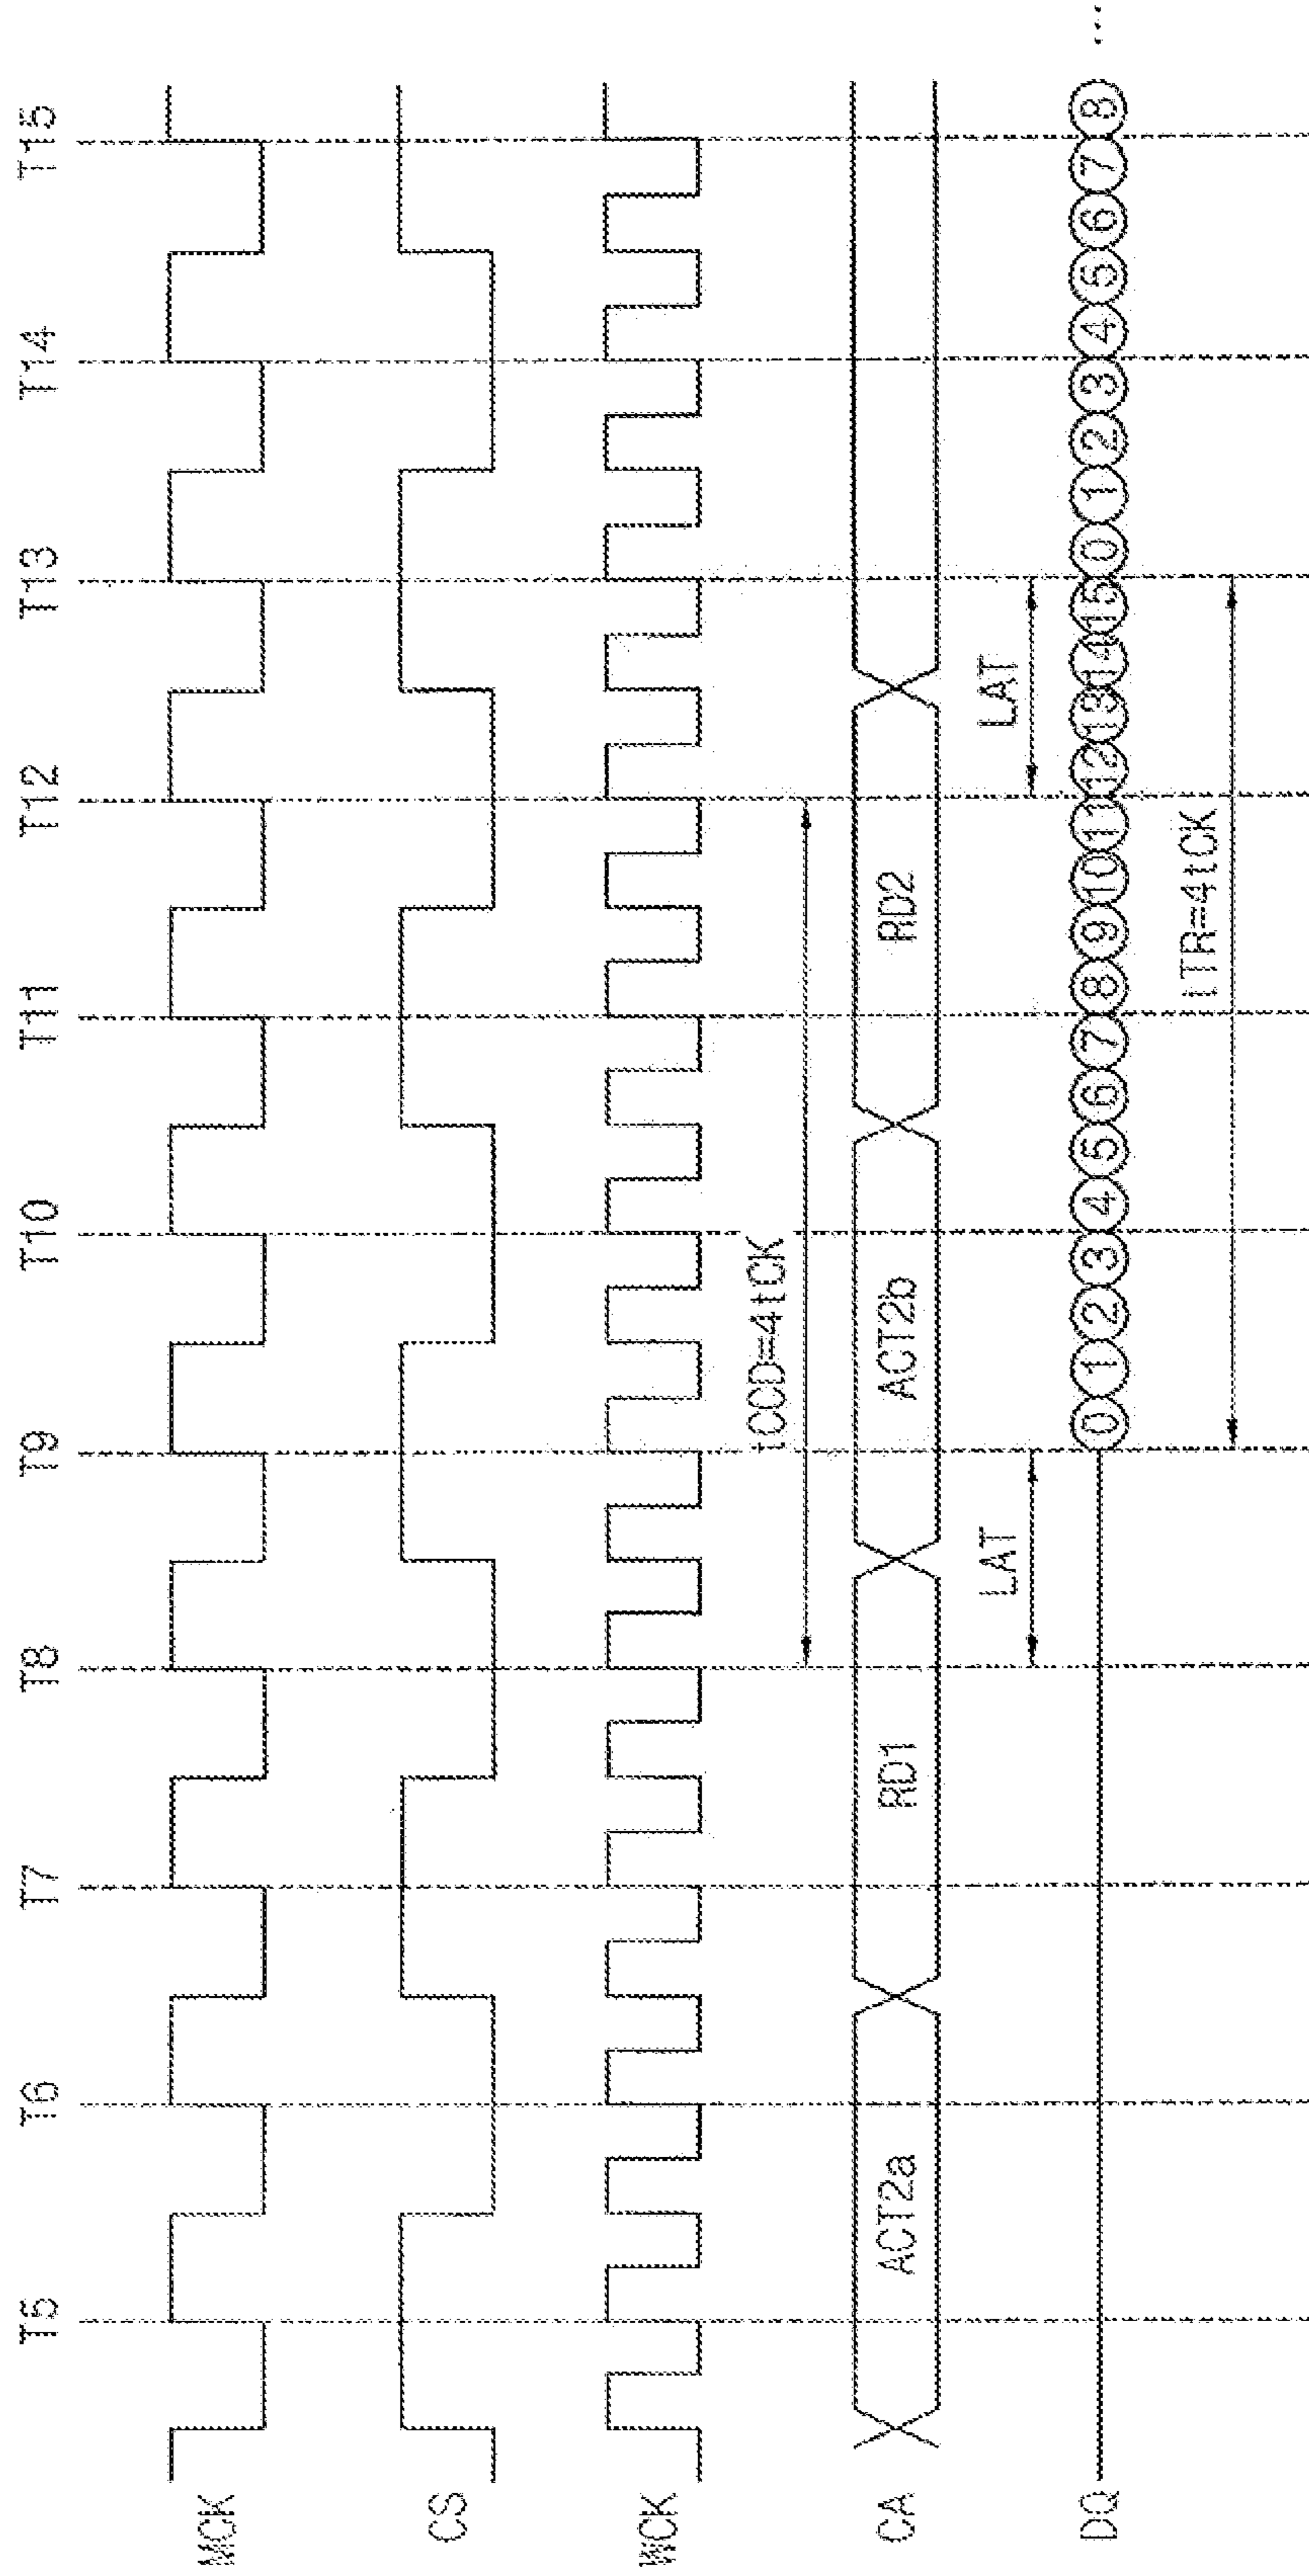 T5 T6 T7 T8 T9 T10 T11 T12 T13 T14 T15
MCK
CS
WCK
tCCD=4tCK
CA ACT2a RD1 ACT2b RD2
LAT LAT
DQ 0 1 2 3 4 5 6 7 8 9 10 11 12 13 14 15 0 1 2 3 4 5 6 7 8 ...
tTR=4tCK